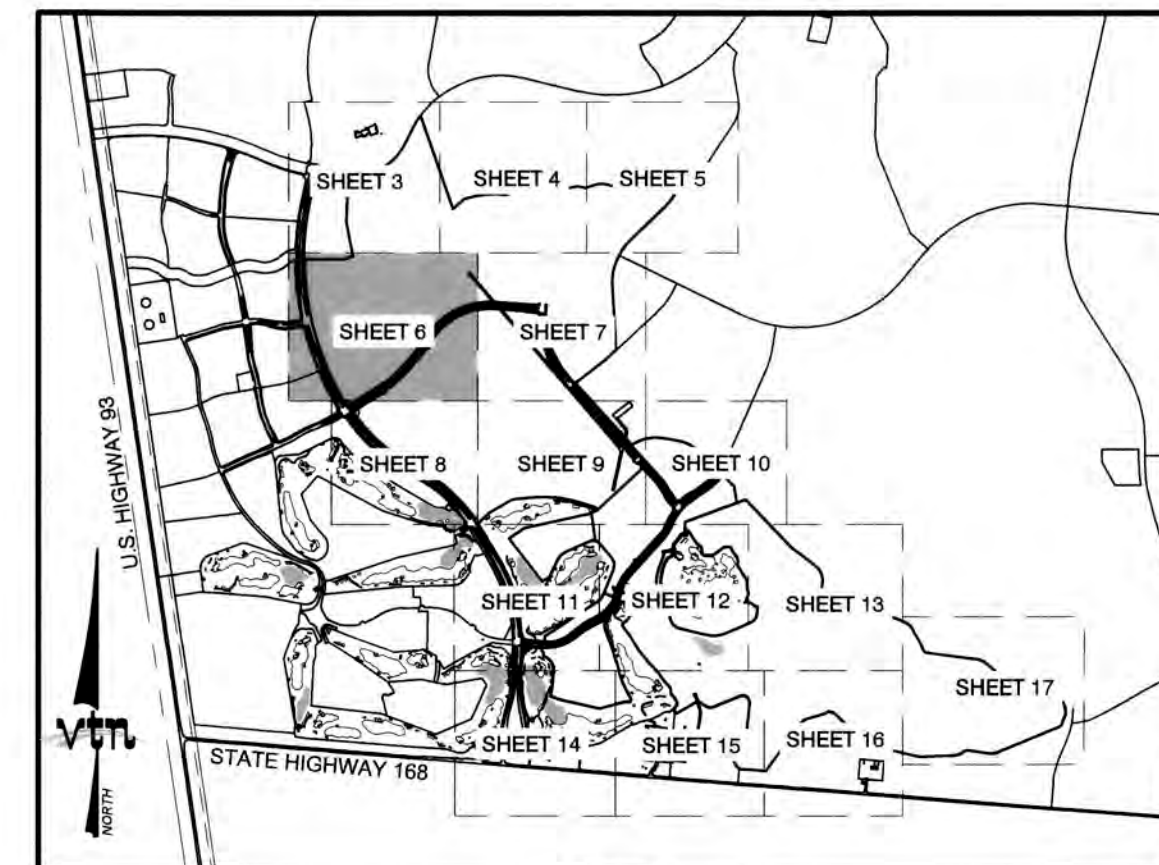 SHEET 3
SHEET 4
SHEET 5
SHEET 6
SHEET 7
U.S. HIGHWAY 93
SHEET 8
SHEET 9
SHEET 10
SHEET 11
SHEET 12
SHEET 13
SHEET 17
vtn
NORTH
SHEET 14
SHEET 15
SHEET 16
STATE HIGHWAY 168